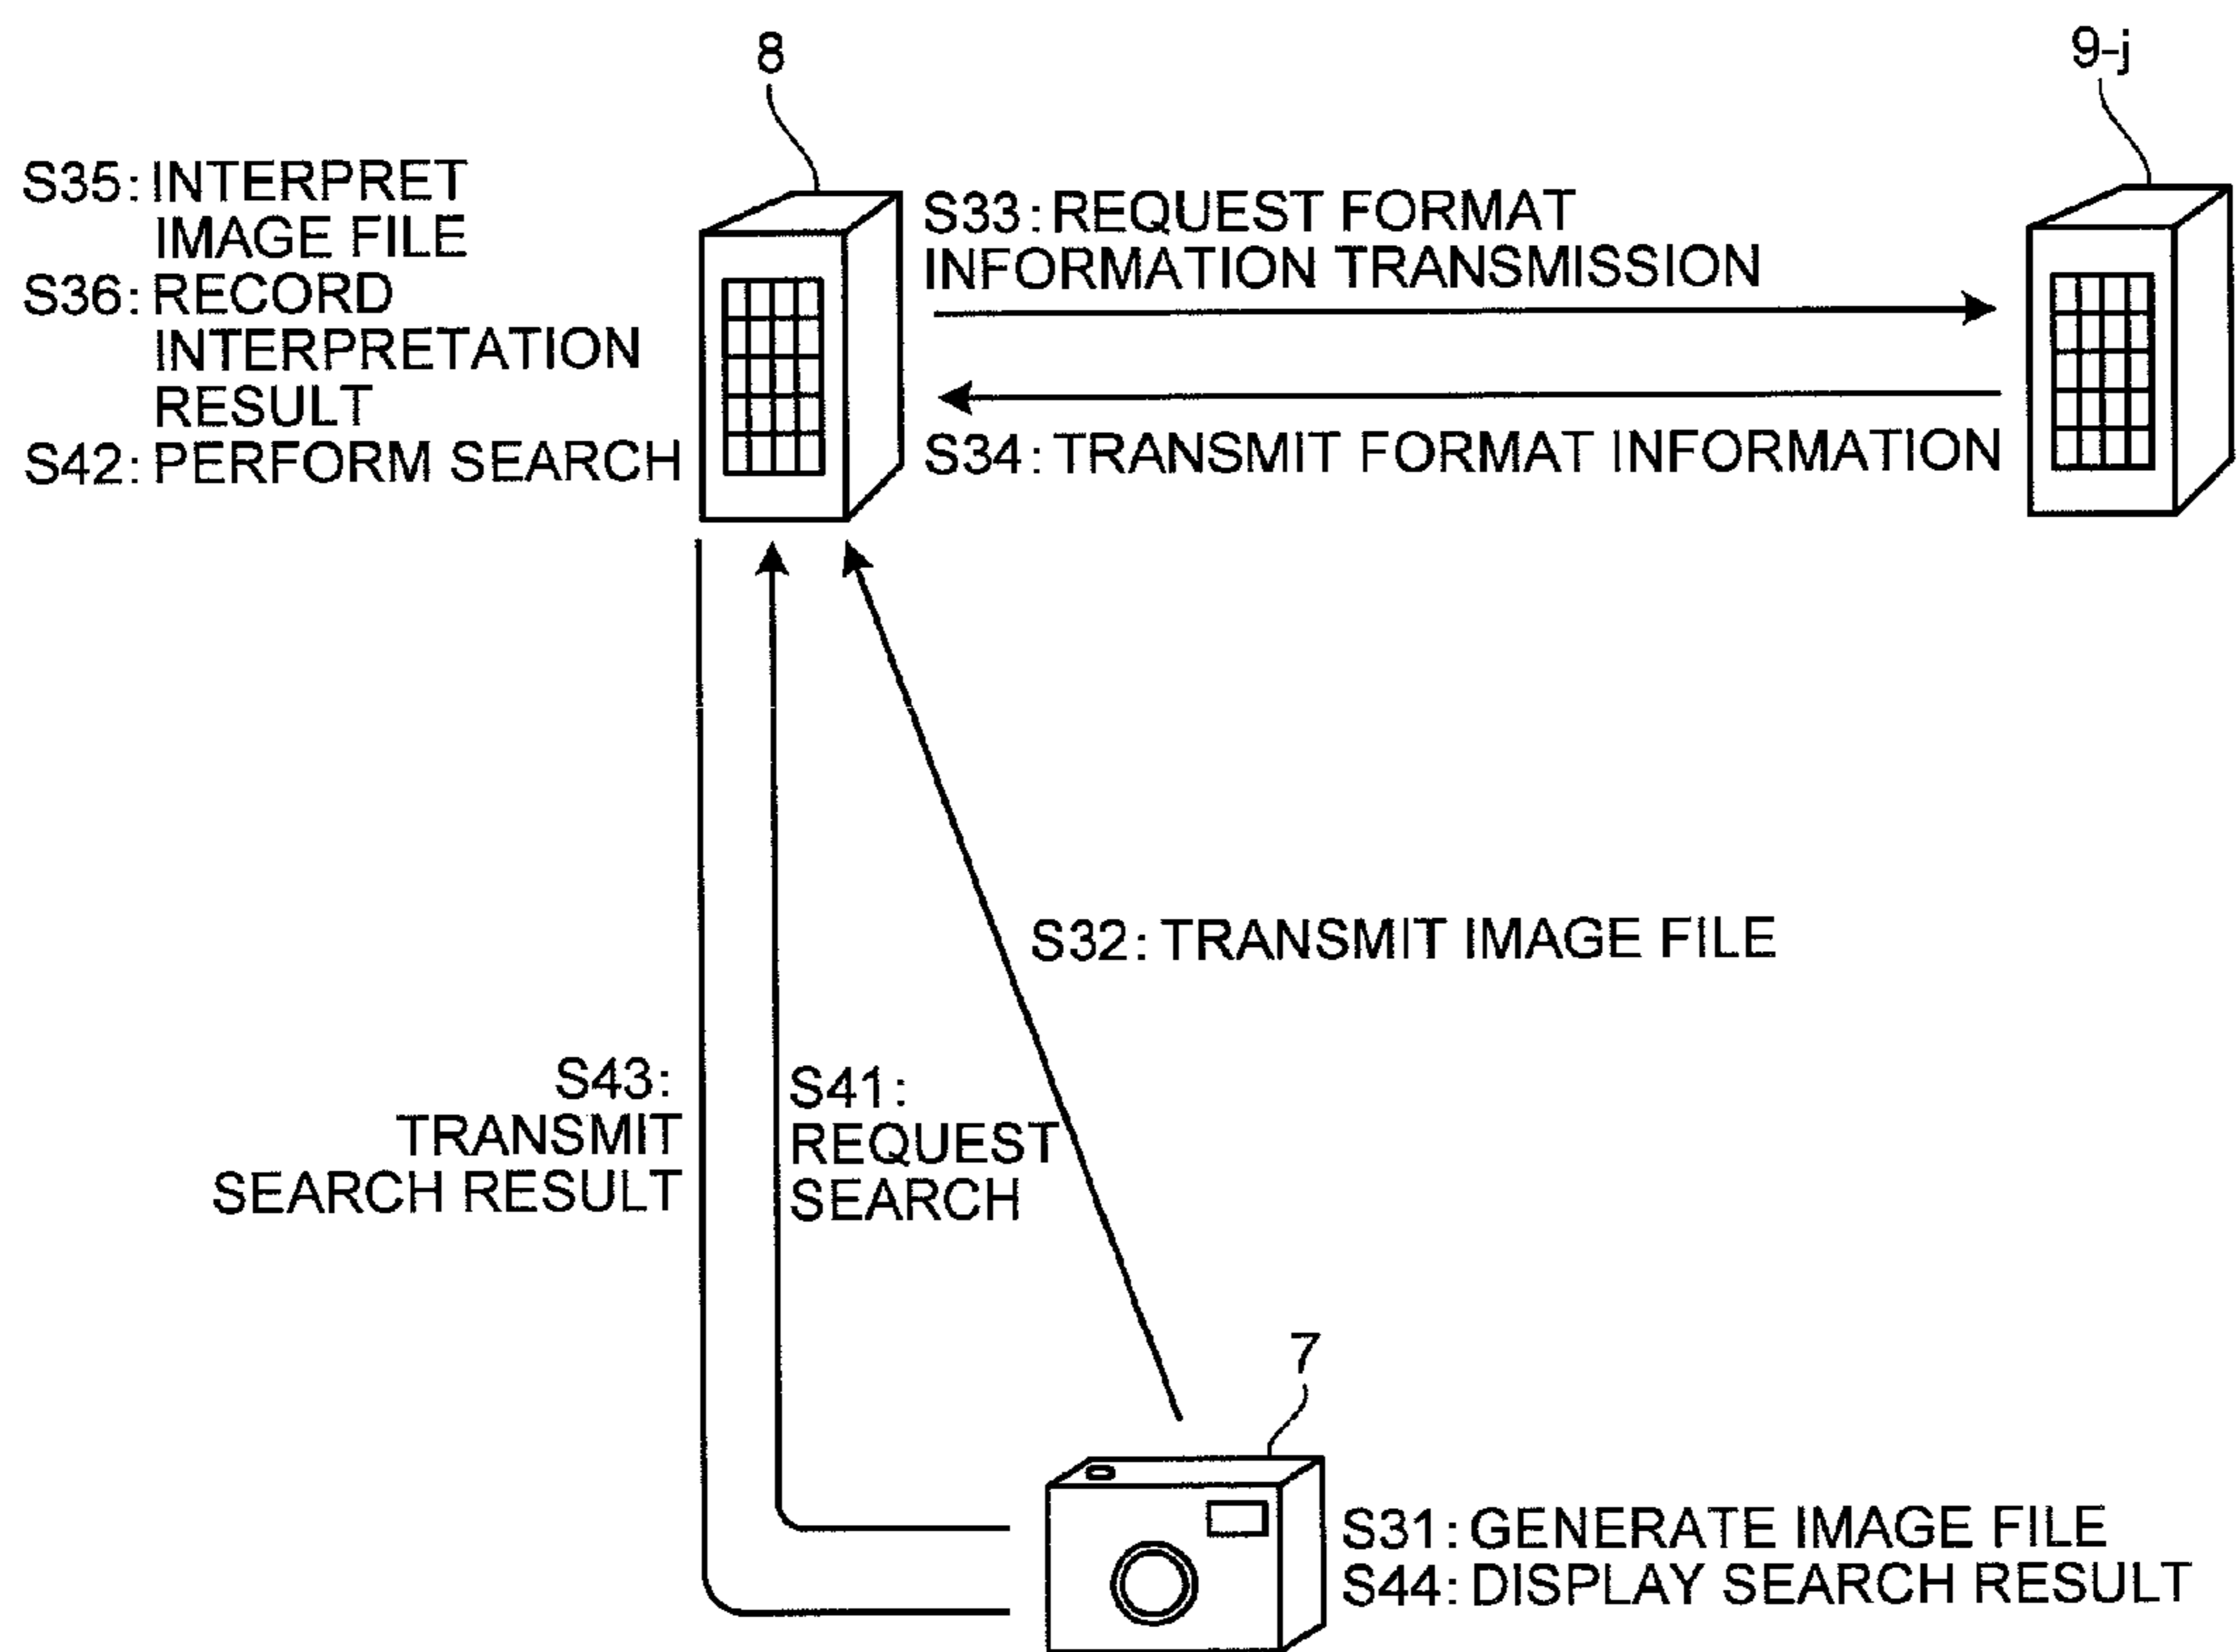 8
9-j
S35: INTERPRET
IMAGE FILE
S36: RECORD
INTERPRETATION
RESULT
S42: PERFORM SEARCH
S33: REQUEST FORMAT
INFORMATION TRANSMISSION
S34: TRANSMIT FORMAT INFORMATION
S32: TRANSMIT IMAGE FILE
S43:
TRANSMIT
SEARCH RESULT
S41:
REQUEST
SEARCH
7
S31: GENERATE IMAGE FILE
S44: DISPLAY SEARCH RESULT